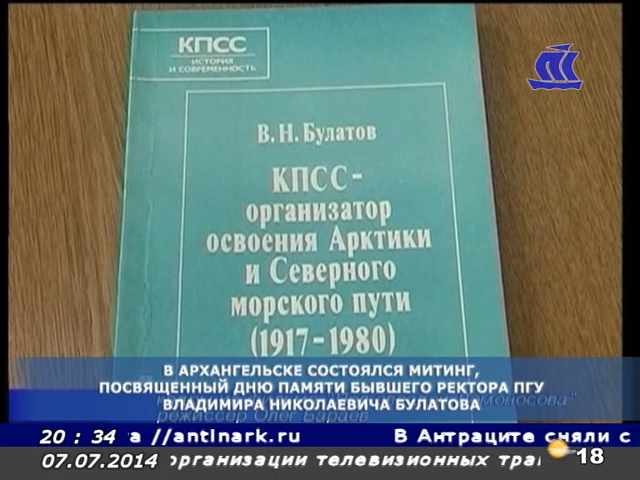 КПСС
ИСТОРИЯ
И СОВРЕМЕННОСТЬ
В. Н. Булатов
КПСС-
организатор
освоения Арктики
и Северного
морского пути
(1917-1980)
В АРХАНГЕЛЬСКЕ СОСТОЯЛСЯ МИТИНГ,
ПОСВЯЩЕННЫЙ ДНЮ ПАМЯТИ БЫВШЕГО РЕКТОРА ПГУ
ВЛАДИМИРА НИКОЛАЕВИЧА БУЛАТОВА
режиссер Олег Бараев
20 : 34 а //antinark.ru В Антраците сняли с
07.07.2014 организации телевизионных тра 18